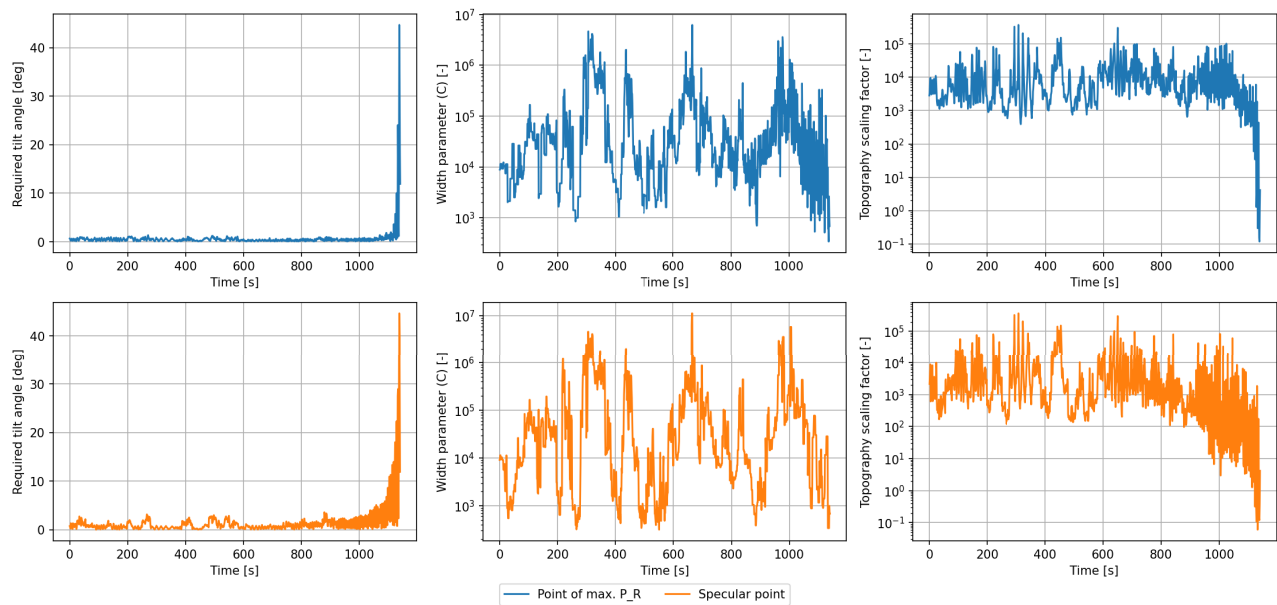 Required tilt angle [deg]
40
30
20
10
0
0 200 400 600 800 1000
Time [s]
Width parameter (C) [-]
10^7
10^6
10^5
10^4
10^3
0 200 400 600 800 1000
Time [s]
Topography scaling factor [-]
10^5
10^4
10^3
10^2
10^1
10^0
10^-1
0 200 400 600 800 1000
Time [s]
Required tilt angle [deg]
40
30
20
10
0
0 200 400 600 800 1000
Time [s]
Width parameter (C) [-]
10^7
10^6
10^5
10^4
10^3
0 200 400 600 800 1000
Time [s]
Topography scaling factor [-]
10^5
10^4
10^3
10^2
10^1
10^0
10^-1
0 200 400 600 800 1000
Time [s]
Point of max. P_R Specular point